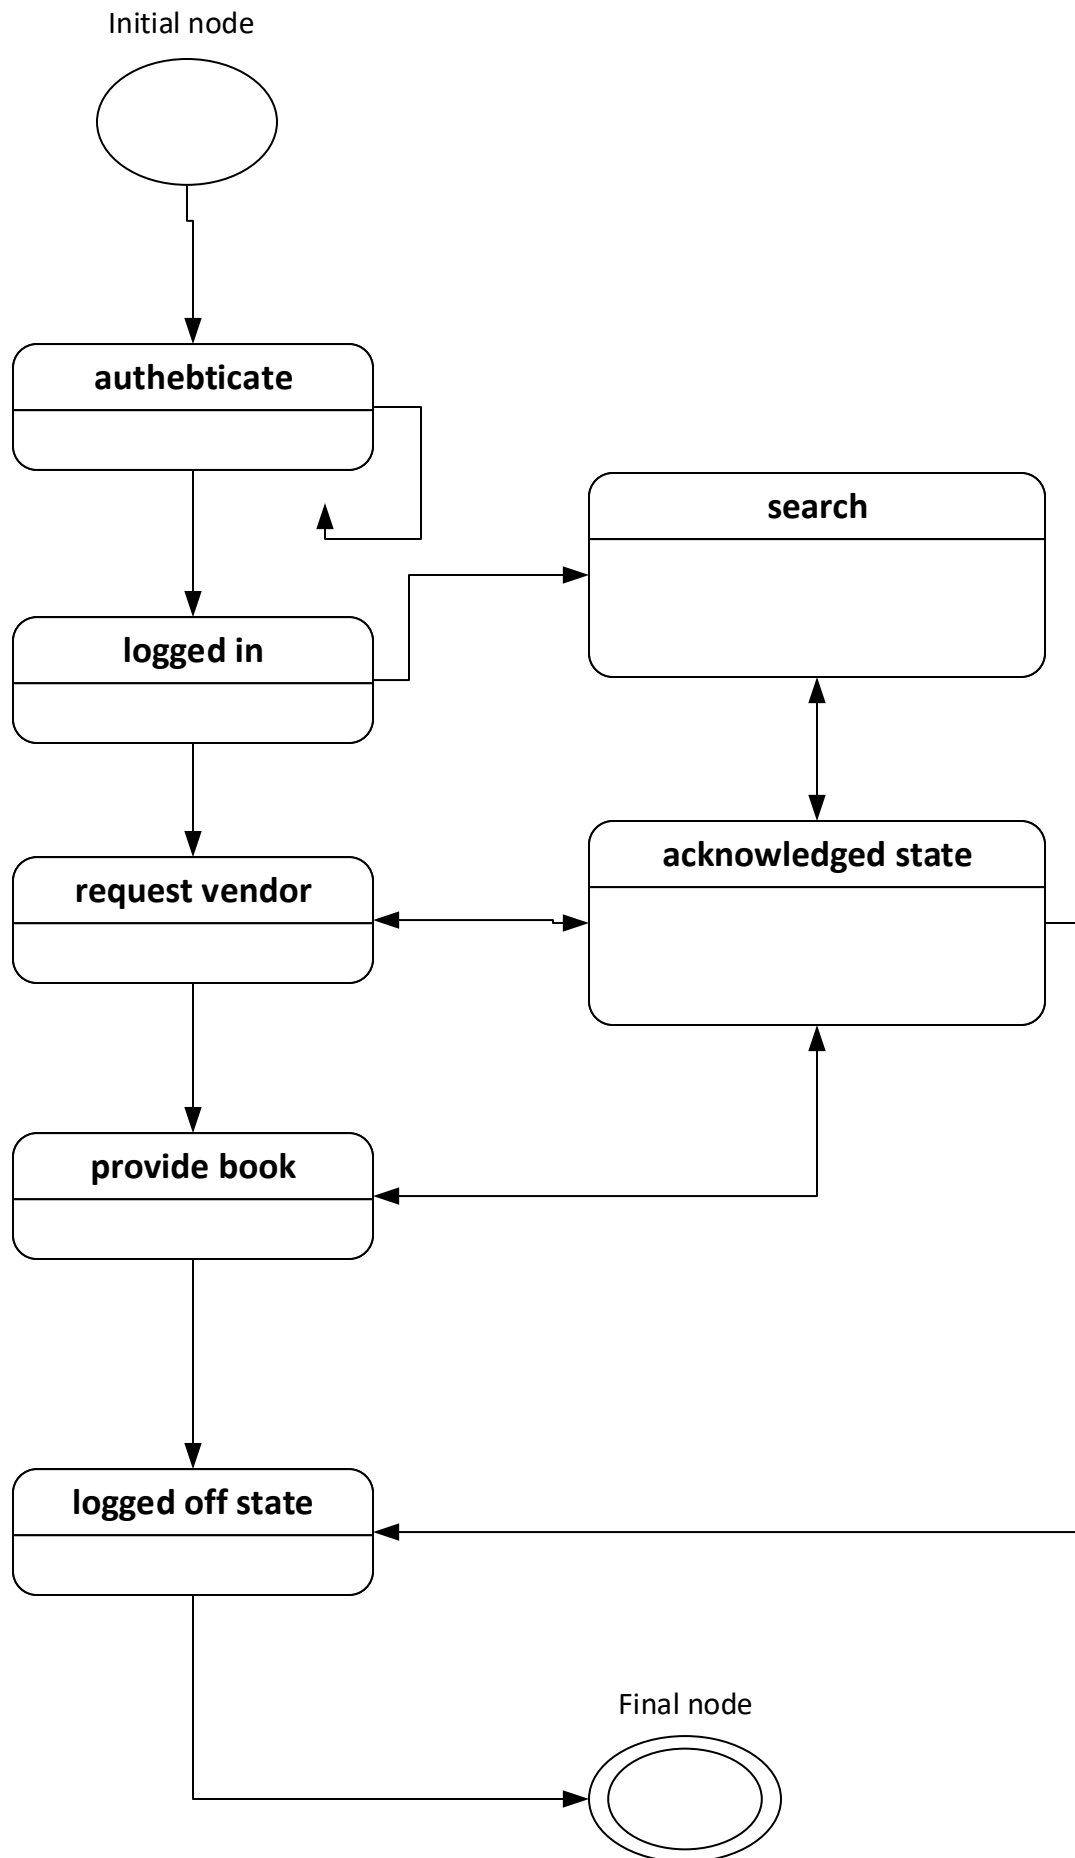 Initial node
authebticate
search
logged in
acknowledged state
request vendor
provide book
logged off state
Final node